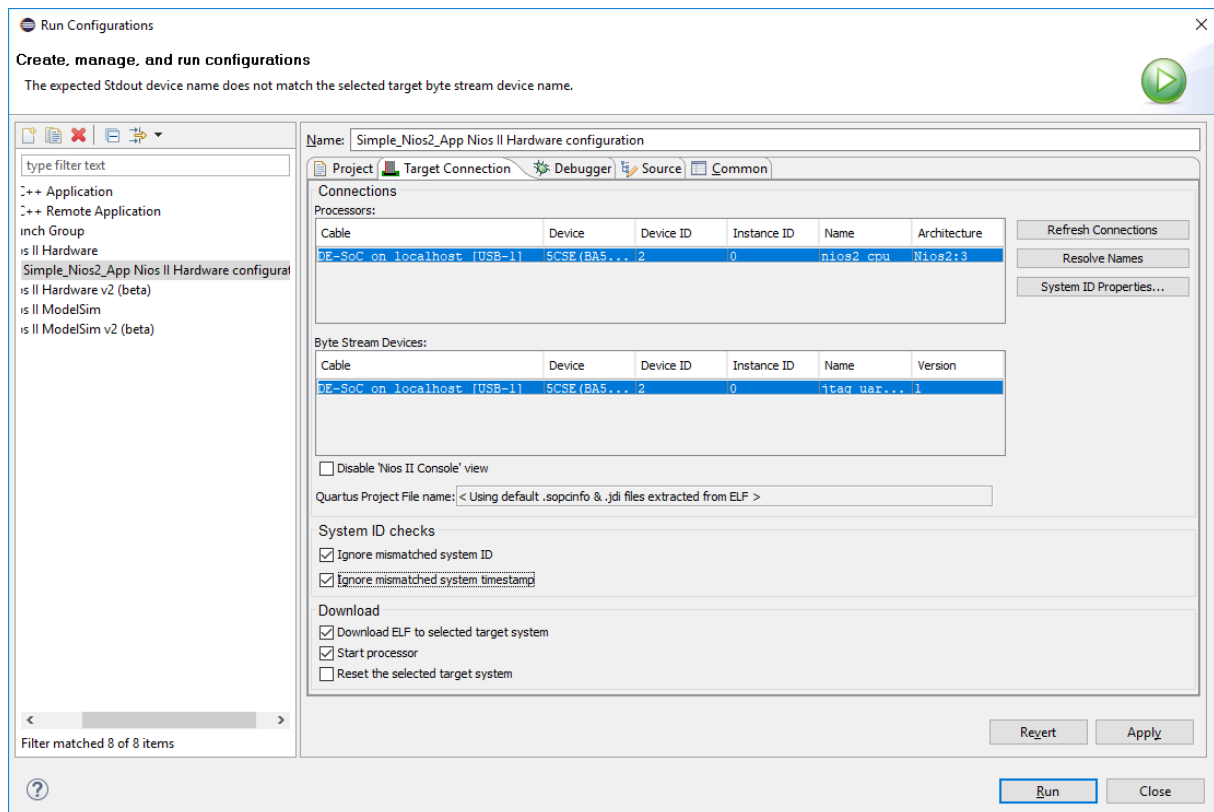 Run Configurations
Create, manage, and run configurations
The expected Stdout device name does not match the selected target byte stream device name.
type filter text
C++ Application
C++ Remote Application
unch Group
os II Hardware
Simple_Nios2_App Nios II Hardware configurat
os II Hardware v2 (beta)
os II ModelSim
os II ModelSim v2 (beta)
Filter matched 8 of 8 items
Name: Simple_Nios2_App Nios II Hardware configuration
Project Target Connection Debugger Source Common
Connections
Processors:
Cable Device Device ID Instance ID Name Architecture
DE-SoC on localhost [USB-1] 5CSE(BA5... 2 0 nios2_cpu Nios2:3
Refresh Connections
Resolve Names
System ID Properties...
Byte Stream Devices:
Cable Device Device ID Instance ID Name Version
DE-SoC on localhost [USB-1] 5CSE(BA5... 2 0 jtag_uar... 1
Disable 'Nios II Console' view
Quartus Project File name: < Using default .sopcinfo & .jdi files extracted from ELF >
System ID checks
Ignore mismatched system ID
Ignore mismatched system timestamp
Download
Download ELF to selected target system
Start processor
Reset the selected target system
Revert Apply
Run Close